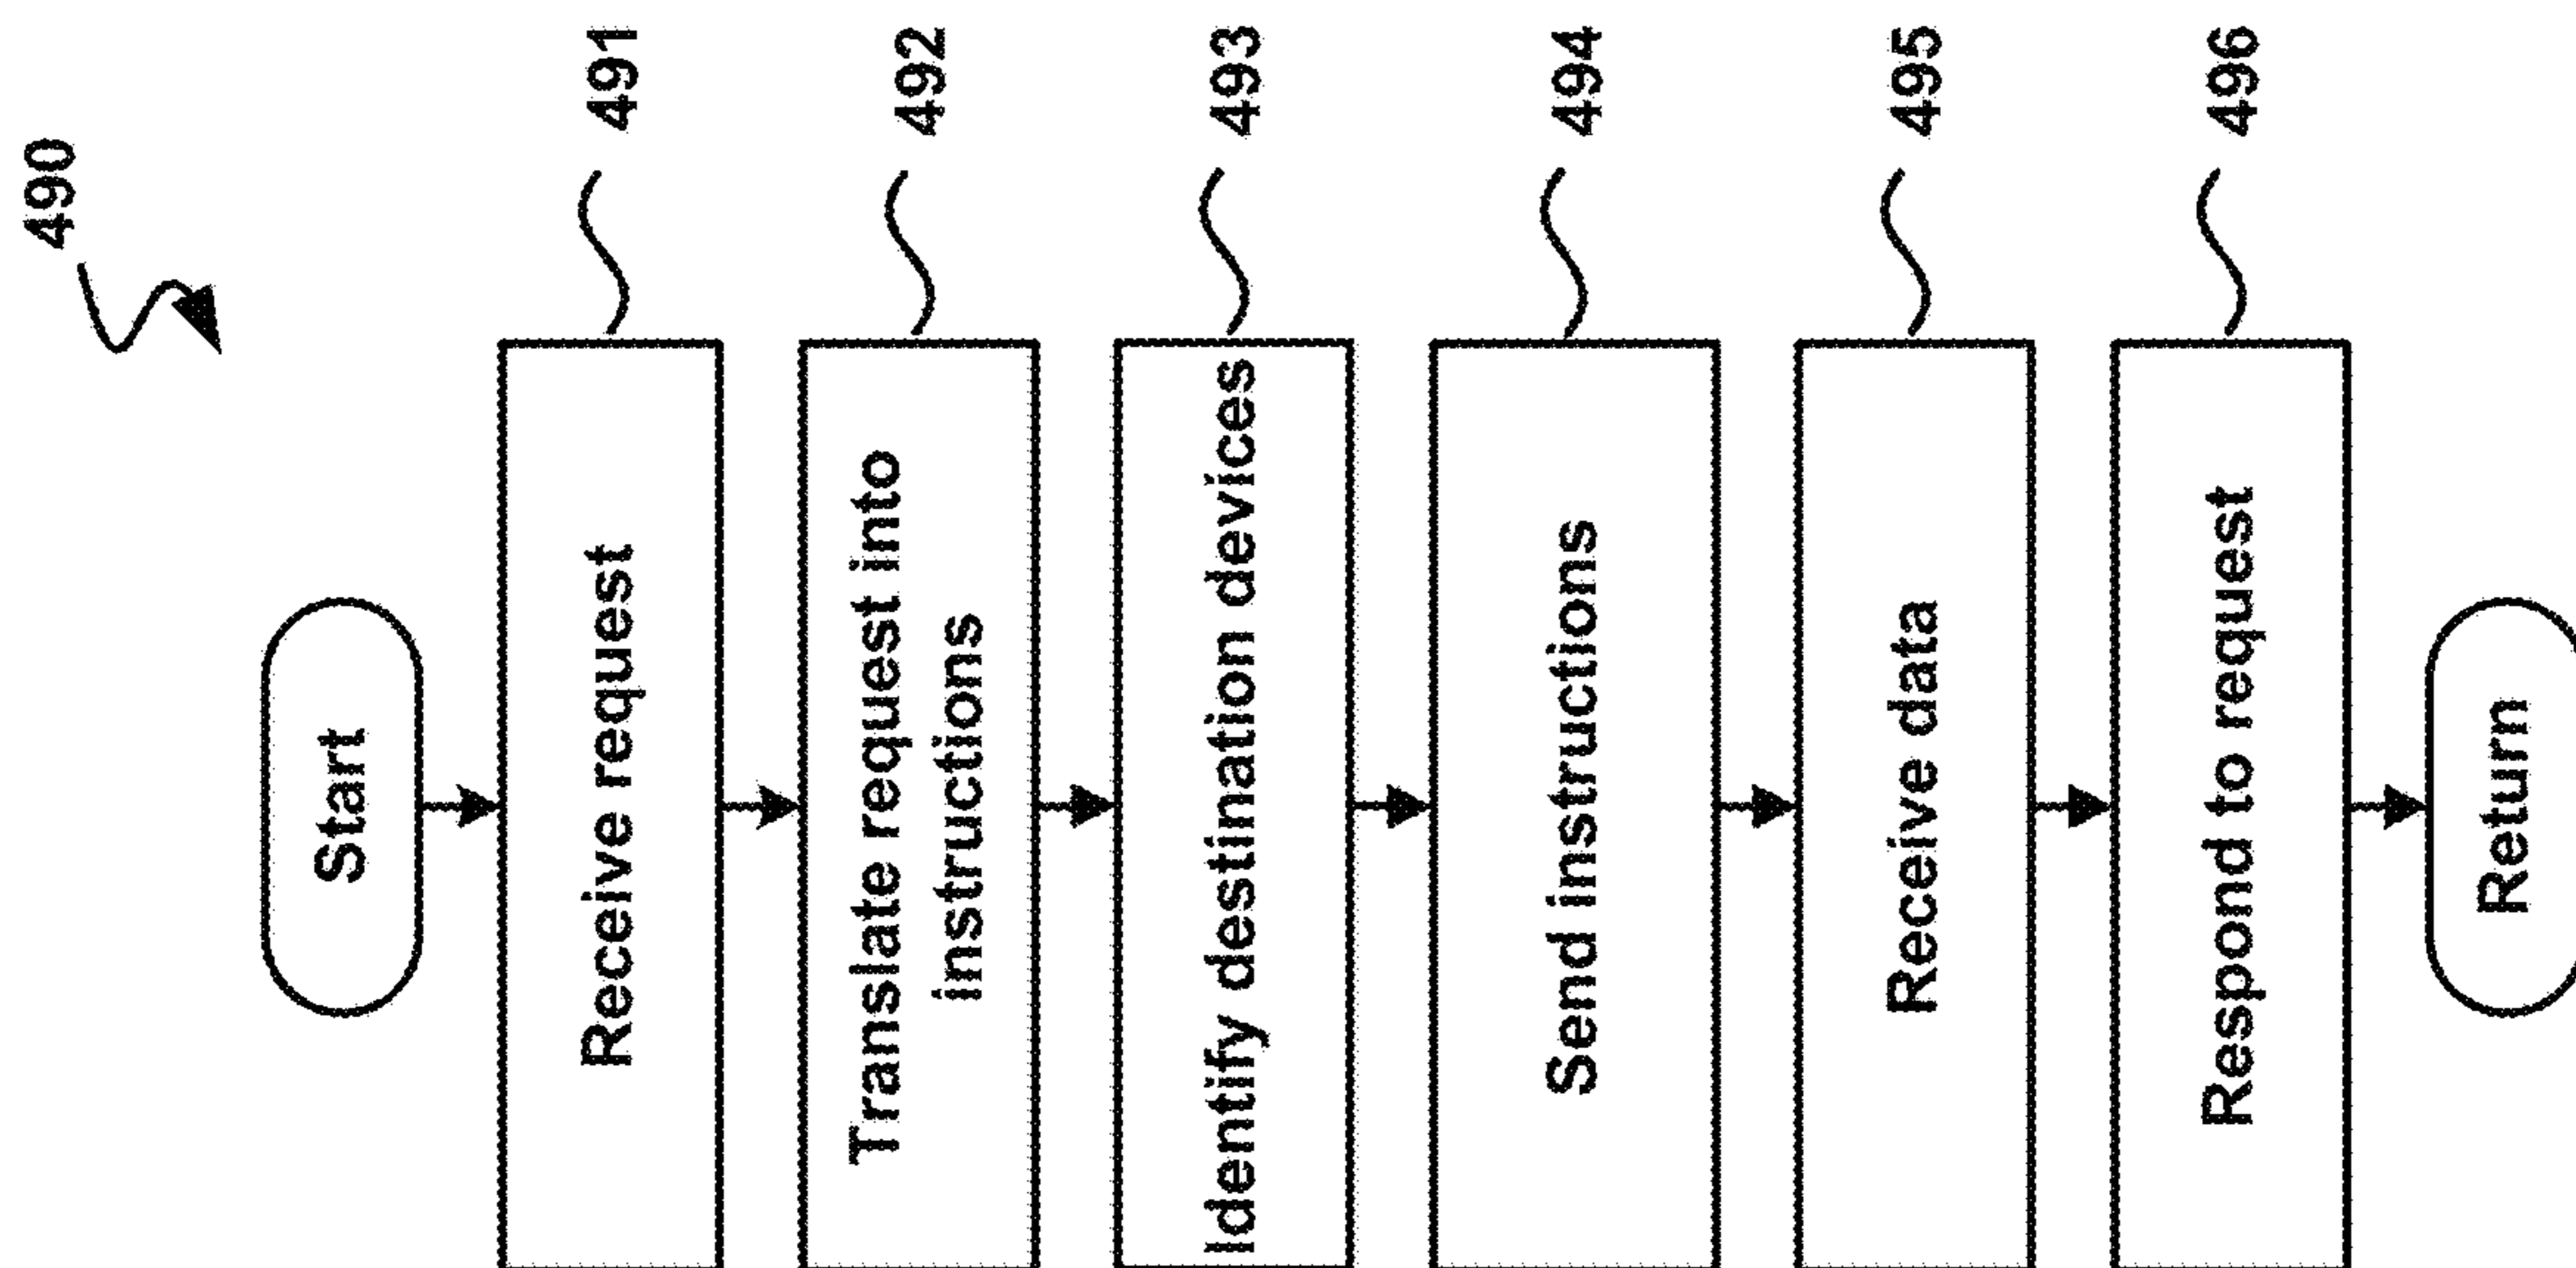 490
Start
Receive request
491
Translate request into
instructions
492
Identify destination devices
493
Send instructions
494
Receive data
495
Respond to request
496
Return